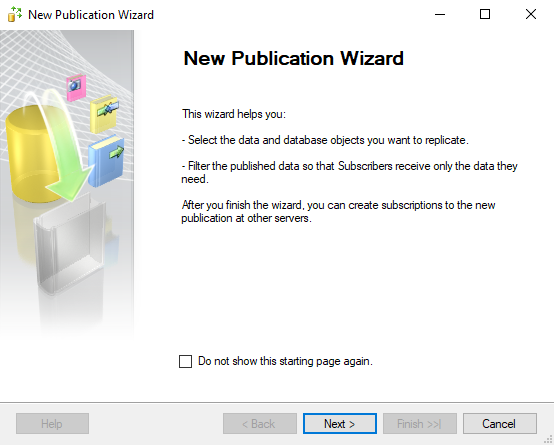 New Publication Wizard
New Publication Wizard
This wizard helps you:
- Select the data and database objects you want to replicate.
- Filter the published data so that Subscribers receive only the data they
need.
After you finish the wizard, you can create subscriptions to the new
publication at other servers.
Do not show this starting page again.
Help
< Back
Next >
Finish >>|
Cancel